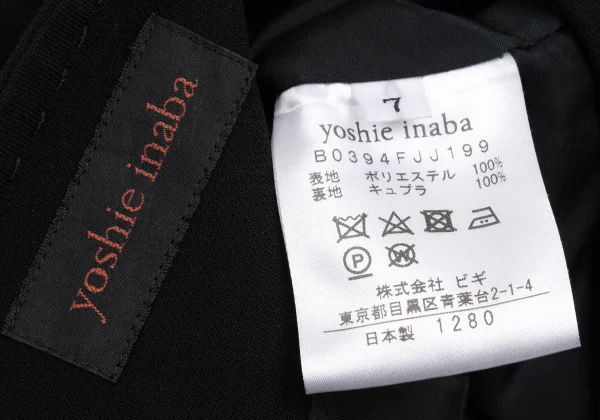 yoshie inaba
7
yoshie inaba
B0394FJJ199
表地 ポリエステル 100%
裏地 キュプラ 100%
P W
株式会社 ビギ
東京都目黒区青葉台2-1-4
日本製 1280